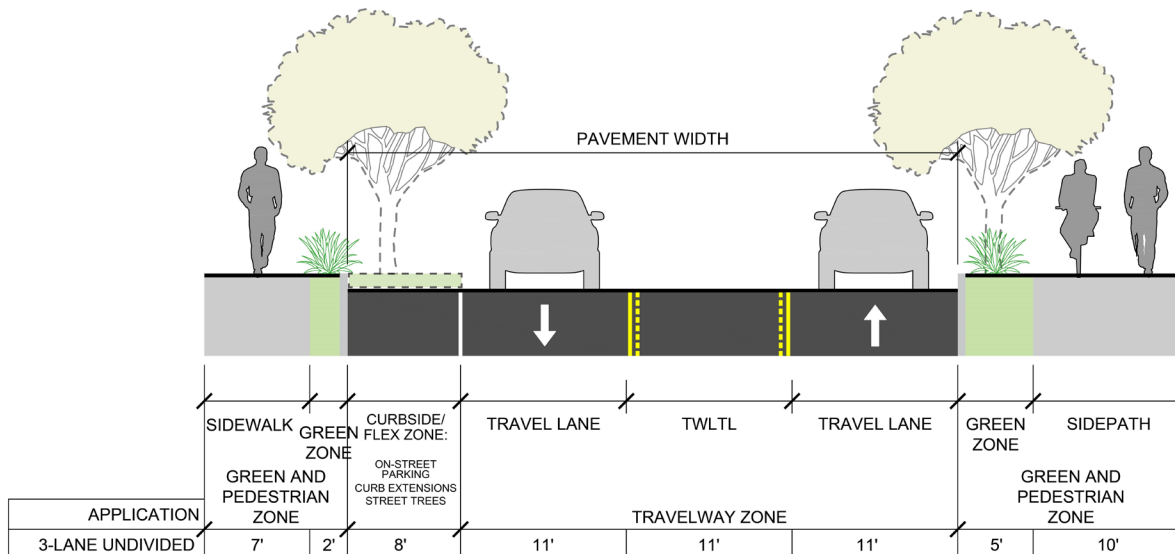 PAVEMENT WIDTH
SIDEWALK
GREEN
ZONE
CURBSIDE/
FLEX ZONE:
ON-STREET
PARKING
CURB EXTENSIONS
STREET TREES
TRAVEL LANE
TWLTL
TRAVEL LANE
GREEN
ZONE
SIDEPATH
GREEN AND
PEDESTRIAN
ZONE
TRAVELWAY ZONE
GREEN AND
PEDESTRIAN
ZONE
APPLICATION
3-LANE UNDIVIDED 7' 2' 8' 11' 11' 11' 5' 10'